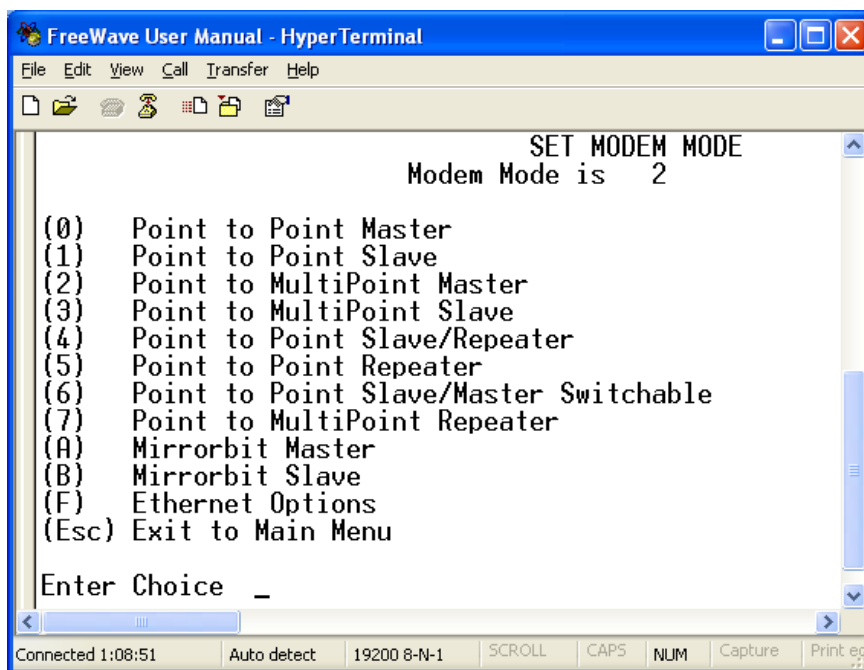 FreeWave User Manual - HyperTerminal
File Edit View Call Transfer Help
SET MODEM MODE
Modem Mode is 2
(0) Point to Point Master
(1) Point to Point Slave
(2) Point to MultiPoint Master
(3) Point to MultiPoint Slave
(4) Point to Point Slave/Repeater
(5) Point to Point Repeater
(6) Point to Point Slave/Master Switchable
(7) Point to MultiPoint Repeater
(A) Mirrorbit Master
(B) Mirrorbit Slave
(F) Ethernet Options
(Esc) Exit to Main Menu
Enter Choice _
Connected 1:08:51 Auto detect 19200 8-N-1 SCROLL CAPS NUM Capture Print